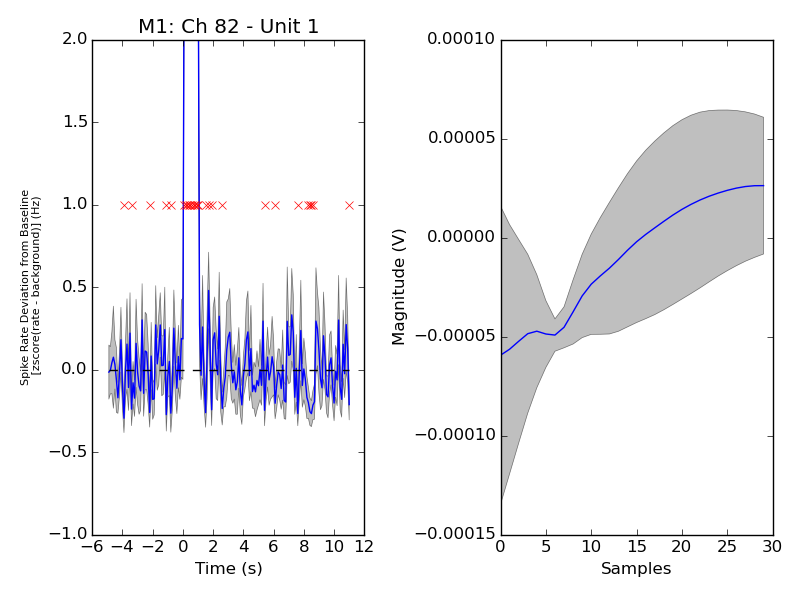 M1: Ch 82 - Unit 1
2.0
1.5
1.0
0.5
0.0
−0.5
−1.0
−6 −4 −2 0 2 4 6 8 10 12
Time (s)
Spike Rate Deviation from Baseline
[zscore(rate - background)] (Hz)
0.00010
0.00005
0.00000
−0.00005
−0.00010
−0.00015
0 5 10 15 20 25 30
Samples
Magnitude (V)